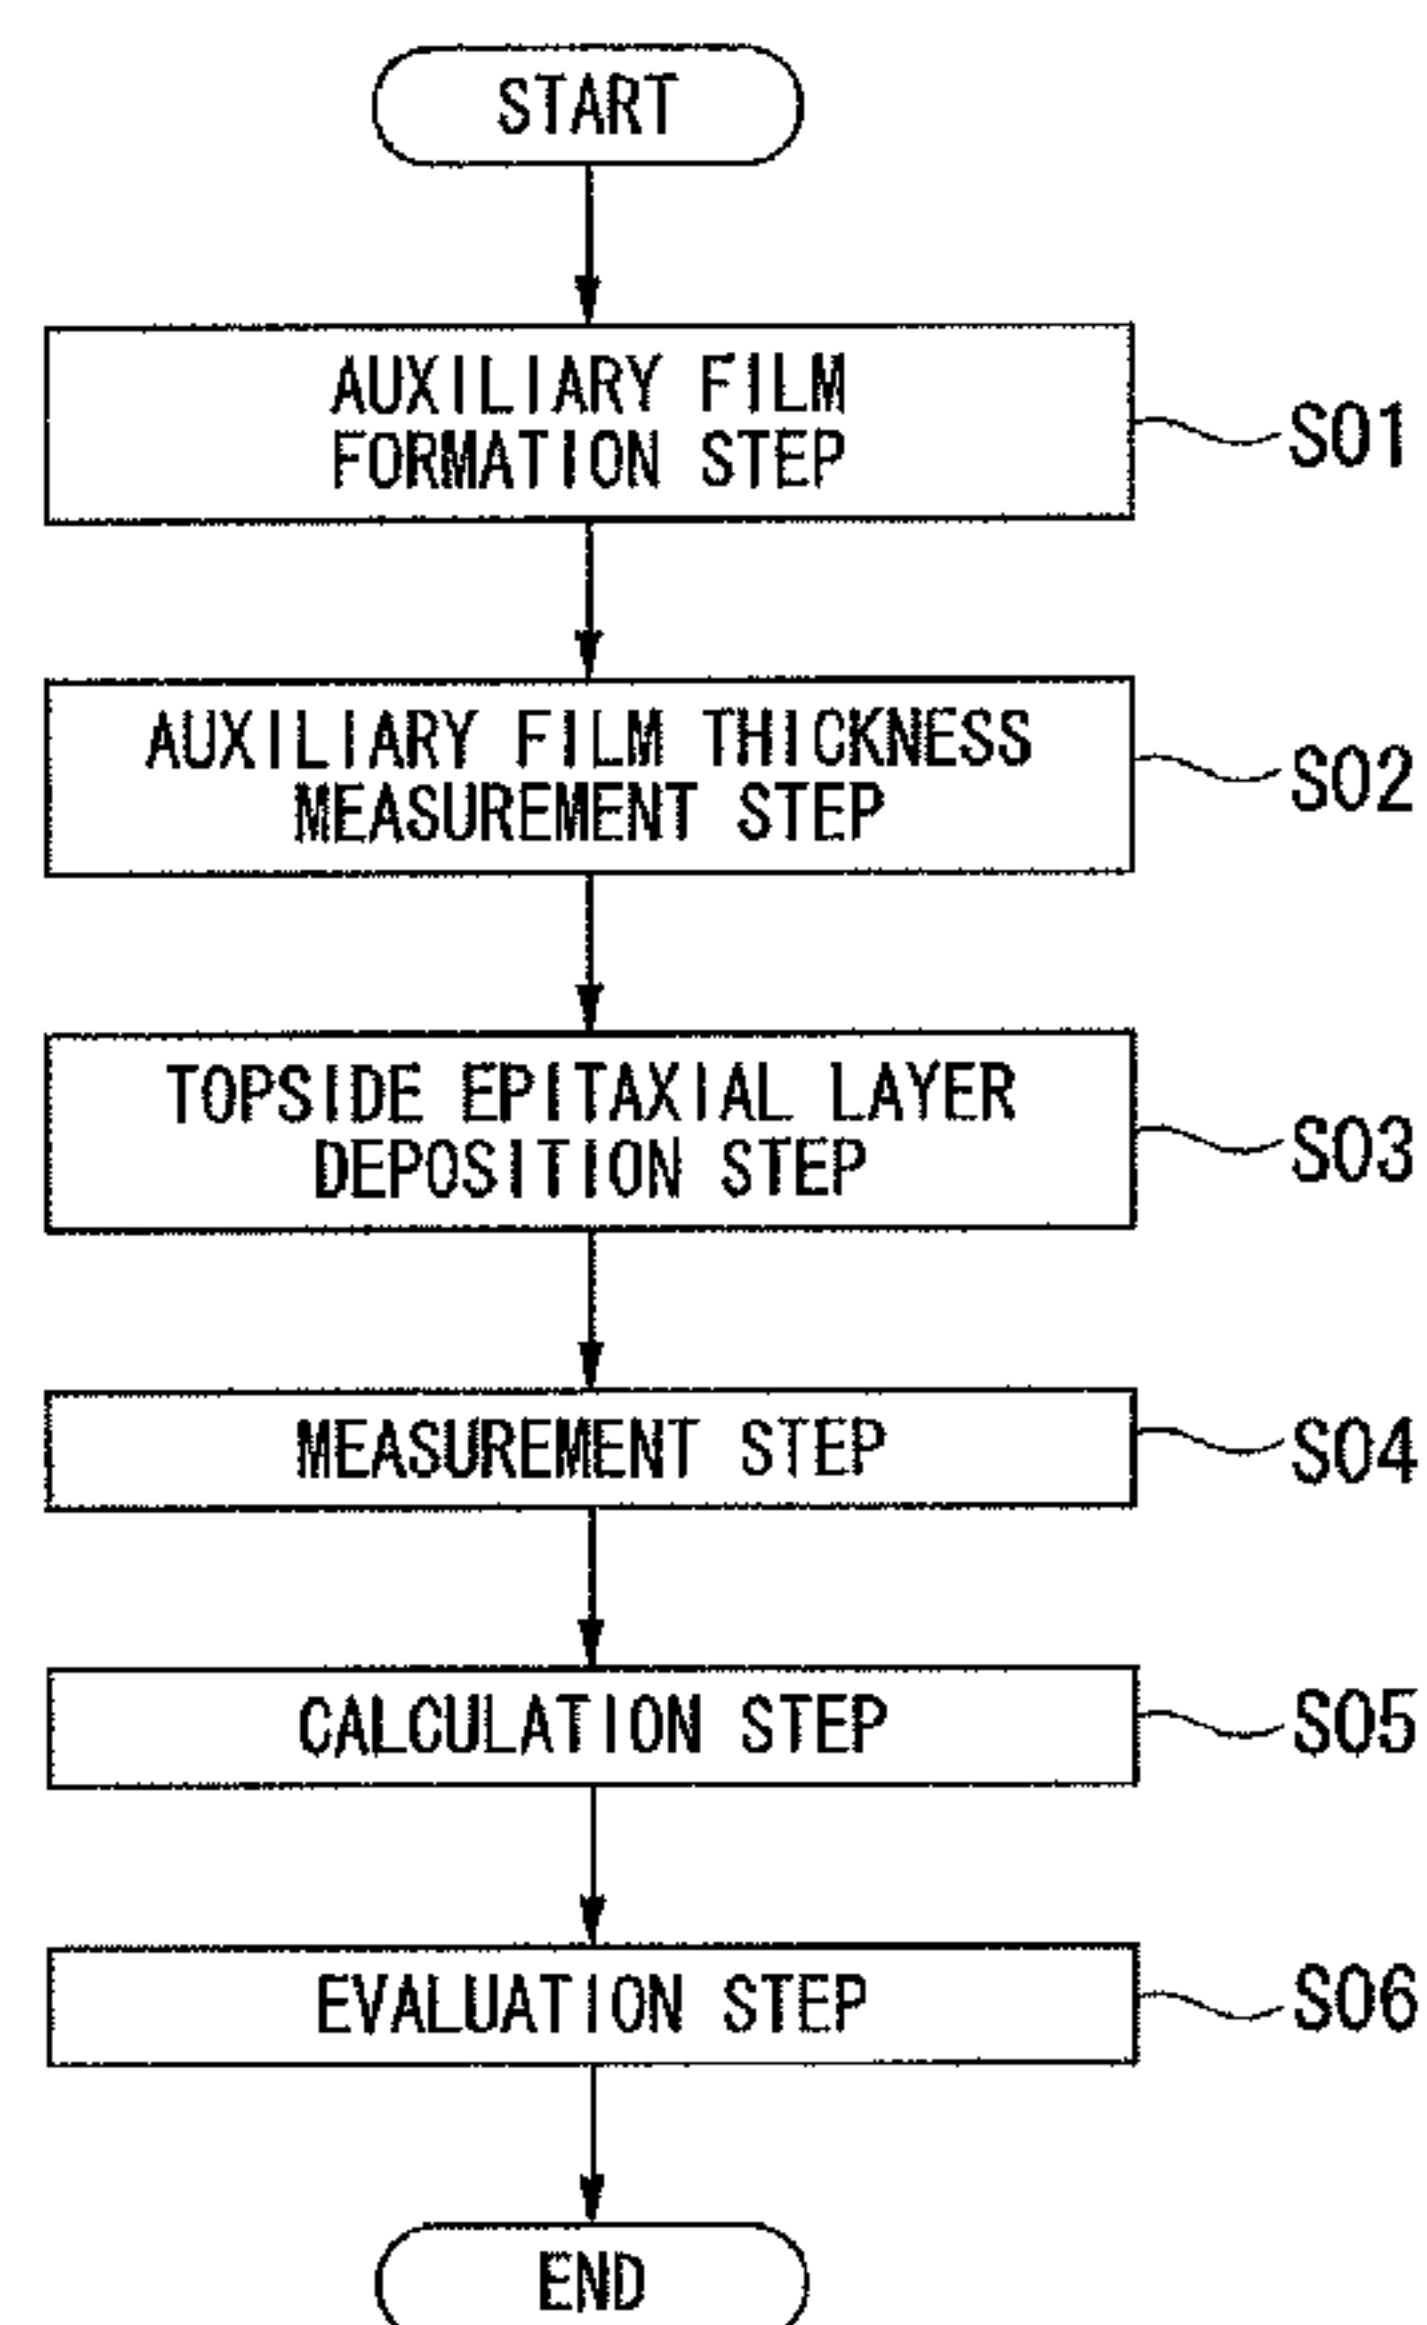 START
AUXILIARY FILM
FORMATION STEP
S01
AUXILIARY FILM THICKNESS
MEASUREMENT STEP
S02
TOPSIDE EPITAXIAL LAYER
DEPOSITION STEP
S03
MEASUREMENT STEP
S04
CALCULATION STEP
S05
EVALUATION STEP
S06
END